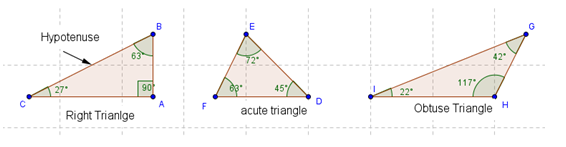 B
Hypotenuse
63°
27°
90°
C
A
Right Trianlge
E
72°
63°
45°
F
D
acute triangle
G
42°
117°
22°
I
H
Obtuse Triangle